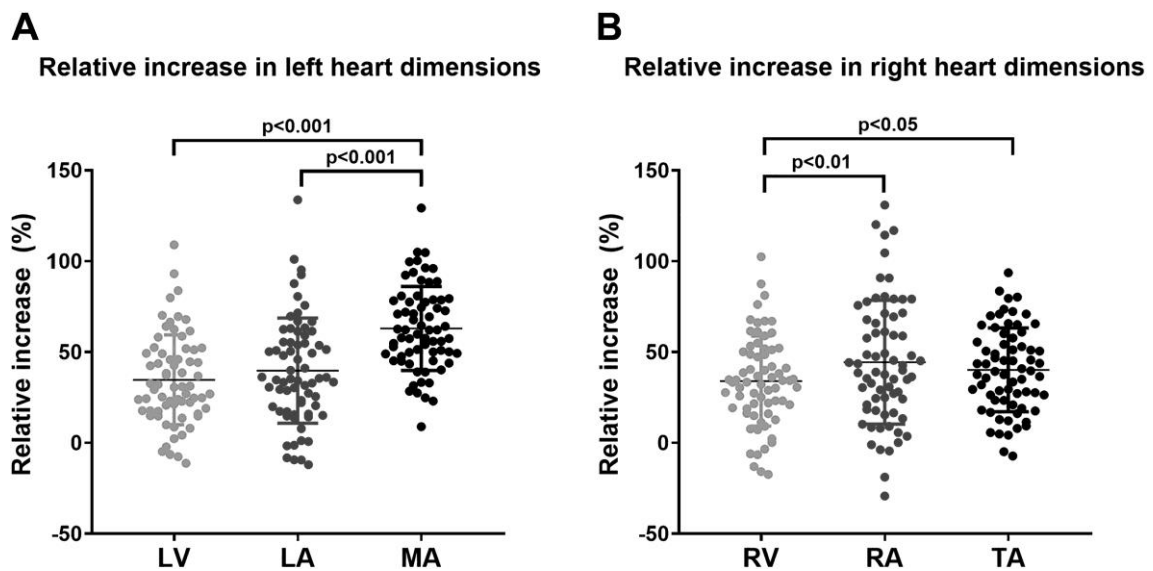 A
Relative increase in left heart dimensions
p<0.001
p<0.001
150
100
50
0
-50
Relative increase (%)
LV LA MA
B
Relative increase in right heart dimensions
p<0.05
p<0.01
150
100
50
0
-50
Relative increase (%)
RV RA TA